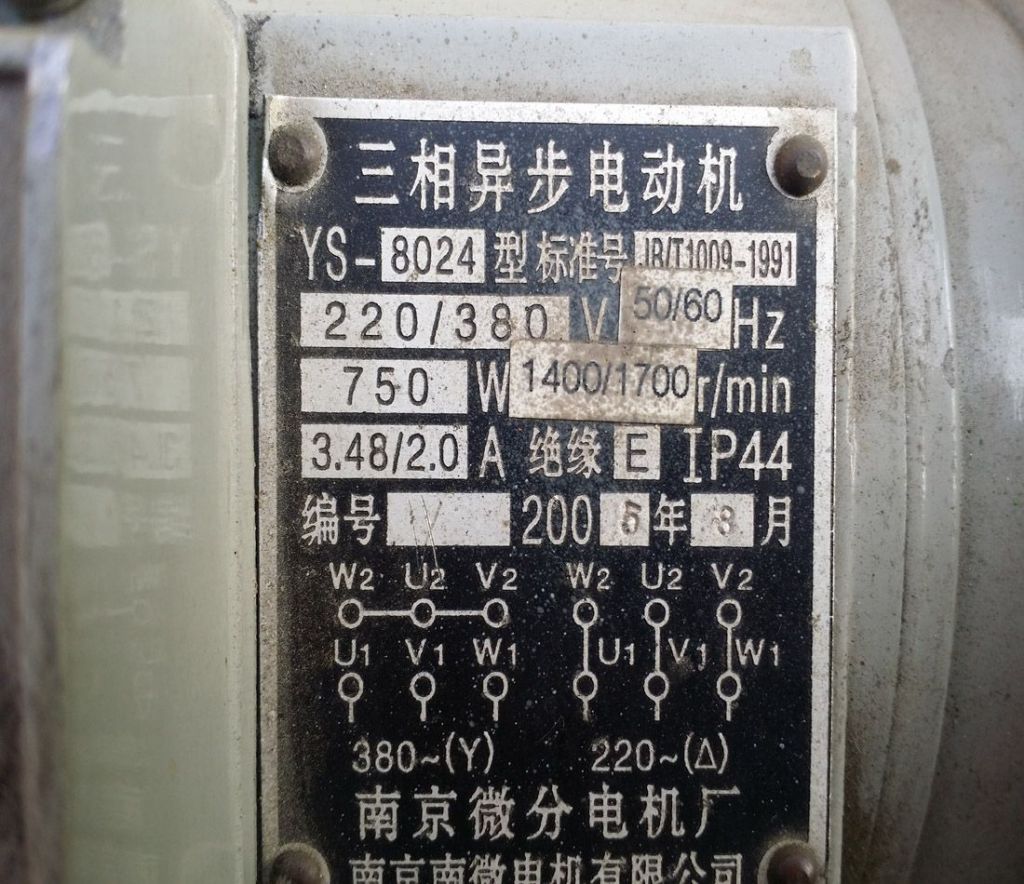 三相异步电动机
YS-8024型 标准号 JB/T1009-1991
220/380 V 50/60 Hz
750 W 1400/1700 r/min
3.48/2.0 A 绝缘 E IP44
编号 2005年8月
W2 U2 V2 W2 U2 V2
U1 V1 W1 U1 V1 W1
380~(Y) 220~(Δ)
南京微分电机厂
南京南微电机有限公司